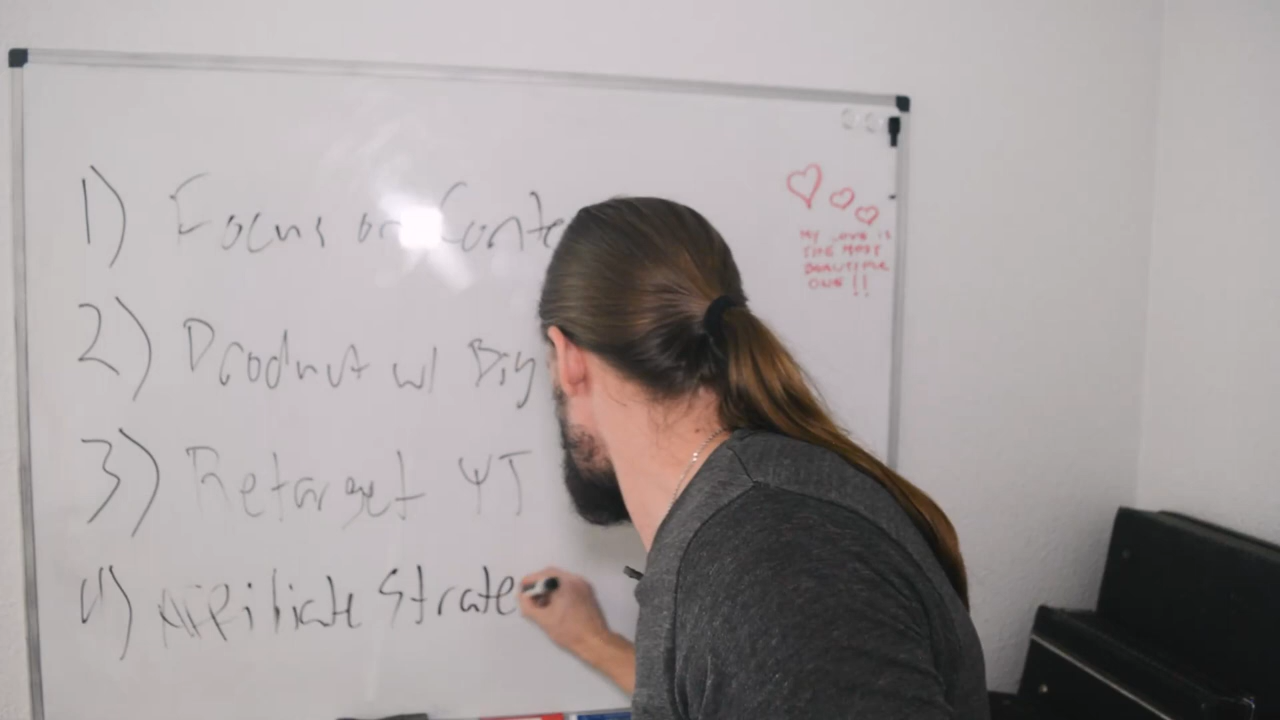 1) Focus on Conte
2) Product w/ Big
3) Retarget YT
4) Affiliate Strate
MY LOVE IS
THE MOST
BEAUTIFUL
ONE!!